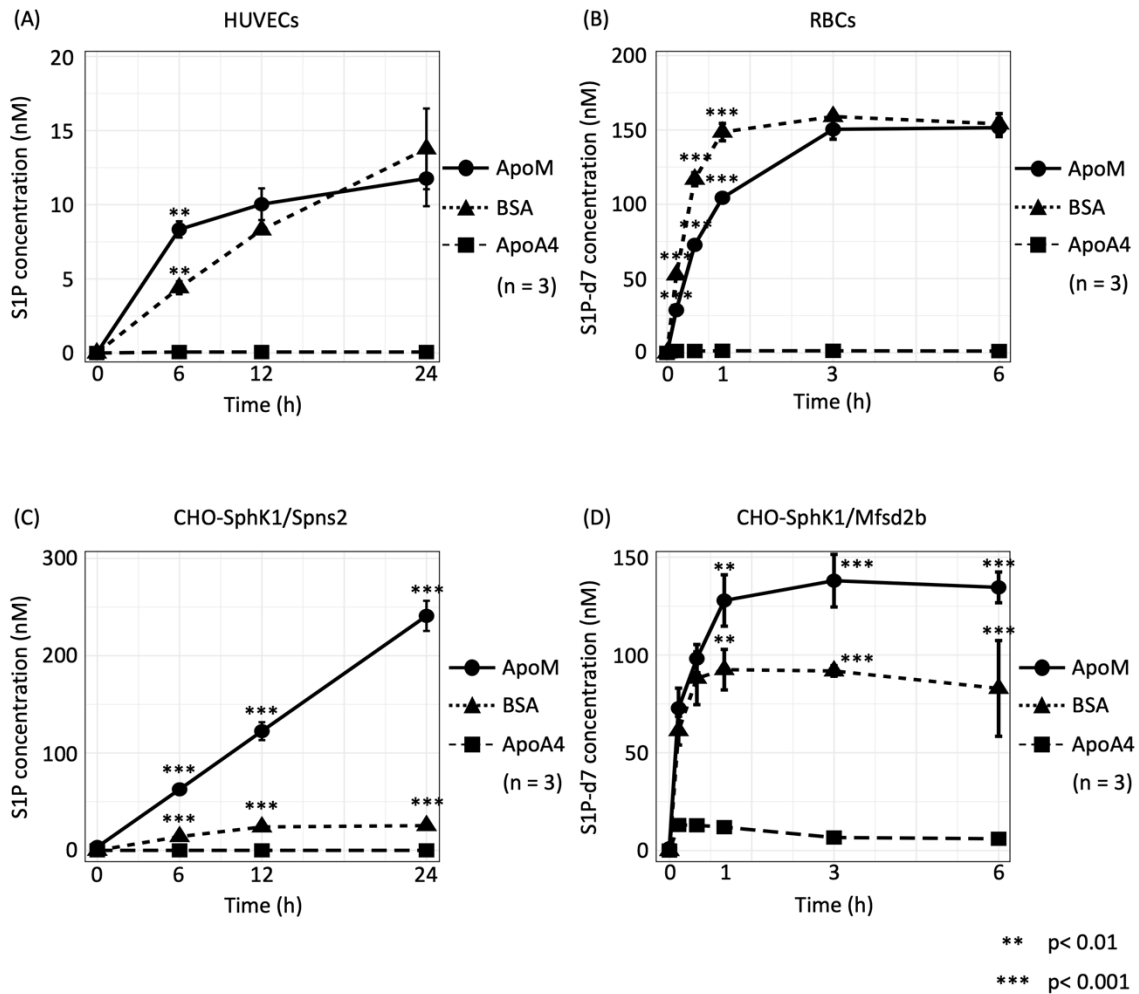 (A) HUVECs
S1P concentration (nM)
20
15
10
5
0
** 
**
0 6 12 24
Time (h)
ApoM
BSA
ApoA4
(n = 3)
(B) RBCs
S1P-d7 concentration (nM)
200
150
100
50
0
***
***
***
***
***
***
0 1 3 6
Time (h)
ApoM
BSA
ApoA4
(n = 3)
(C) CHO-SphK1/Spns2
S1P concentration (nM)
300
200
100
0
***
***
***
***
***
***
0 6 12 24
Time (h)
ApoM
BSA
ApoA4
(n = 3)
(D) CHO-SphK1/Mfsd2b
S1P-d7 concentration (nM)
150
100
50
0
** *** ***
** *** ***
0 1 3 6
Time (h)
ApoM
BSA
ApoA4
(n = 3)
** p< 0.01
*** p< 0.001